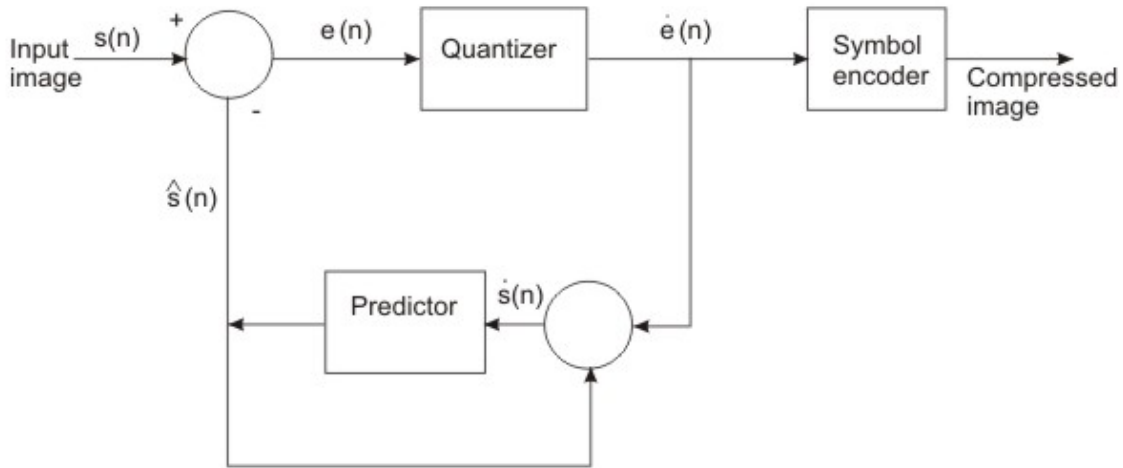 +
s(n)
Input
image
e(n)
Quantizer
ė(n)
Symbol
encoder
Compressed
image
-
ŝ(n)
Predictor
ṡ(n)